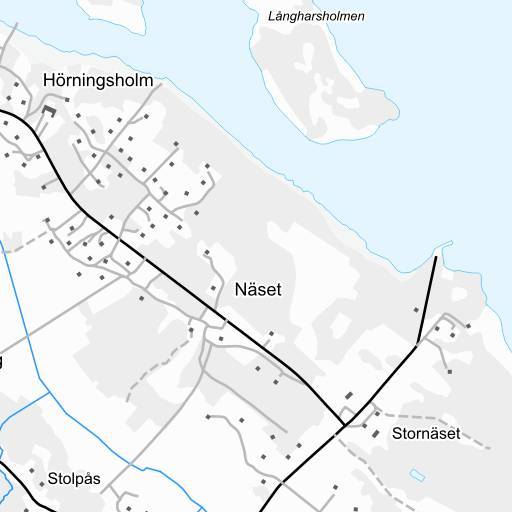 Långharsholmen
Hörningsholm
Näset
g
Stornäset
Stolpås